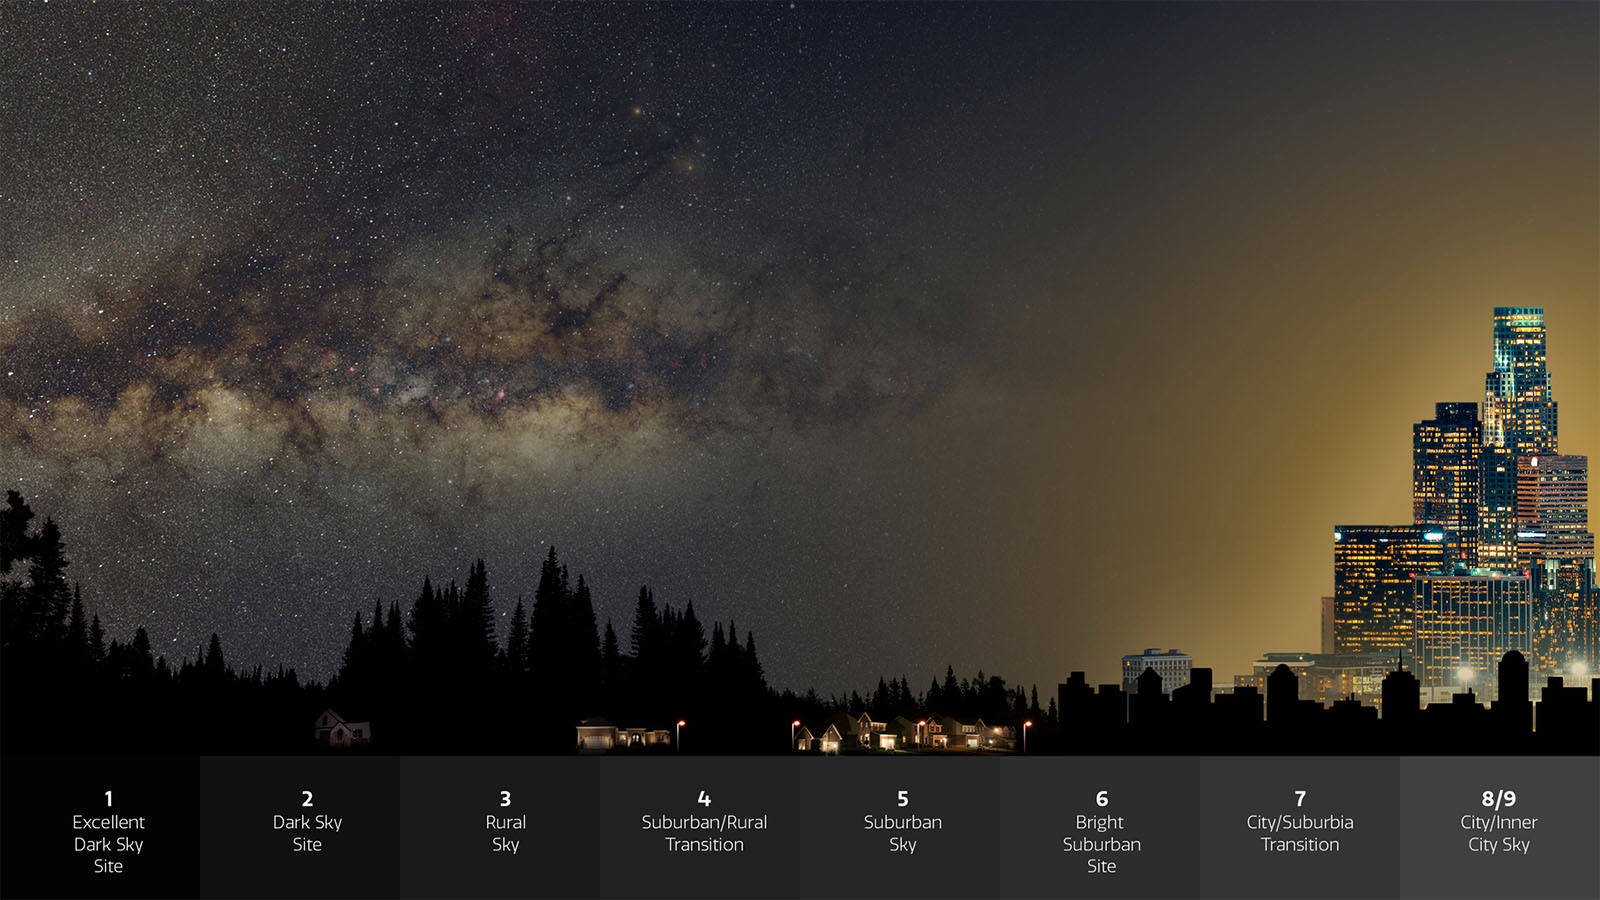 1
Excellent
Dark Sky
Site
2
Dark Sky
Site
3
Rural
Sky
4
Suburban/Rural
Transition
5
Suburban
Sky
6
Bright
Suburban
Site
7
City/Suburbia
Transition
8/9
City/Inner
City Sky